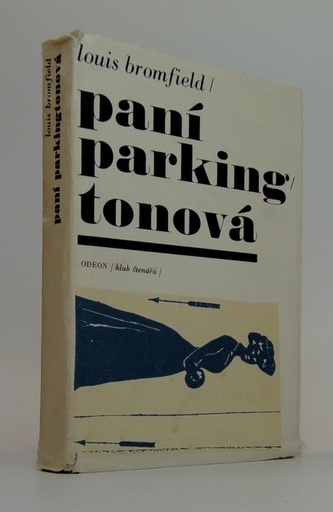 louis bromfield/
paní
parking/
tonová
ODEON / klub čtenářů /
louis bromfield
paní parkingtonová